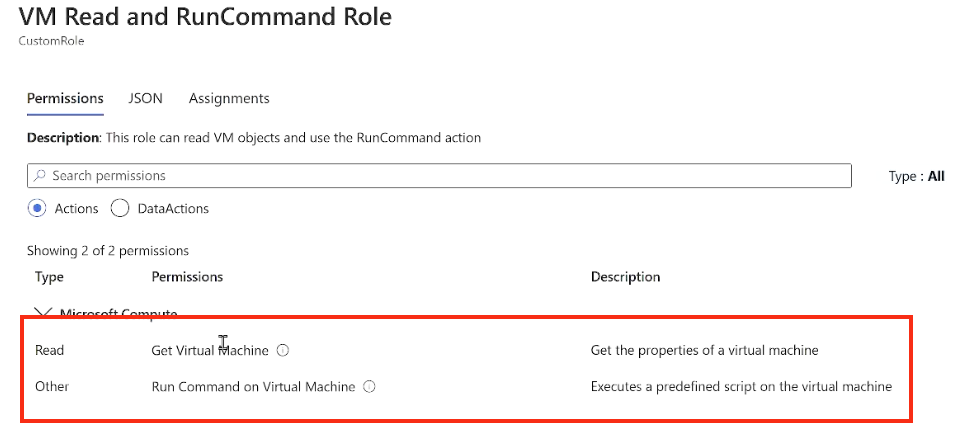 VM Read and RunCommand Role
CustomRole
Permissions JSON Assignments
Description: This role can read VM objects and use the RunCommand action
Search permissions Type : All
Actions DataActions
Showing 2 of 2 permissions
Type Permissions Description
Microsoft Compute
Read Get Virtual Machine Get the properties of a virtual machine
Other Run Command on Virtual Machine Executes a predefined script on the virtual machine